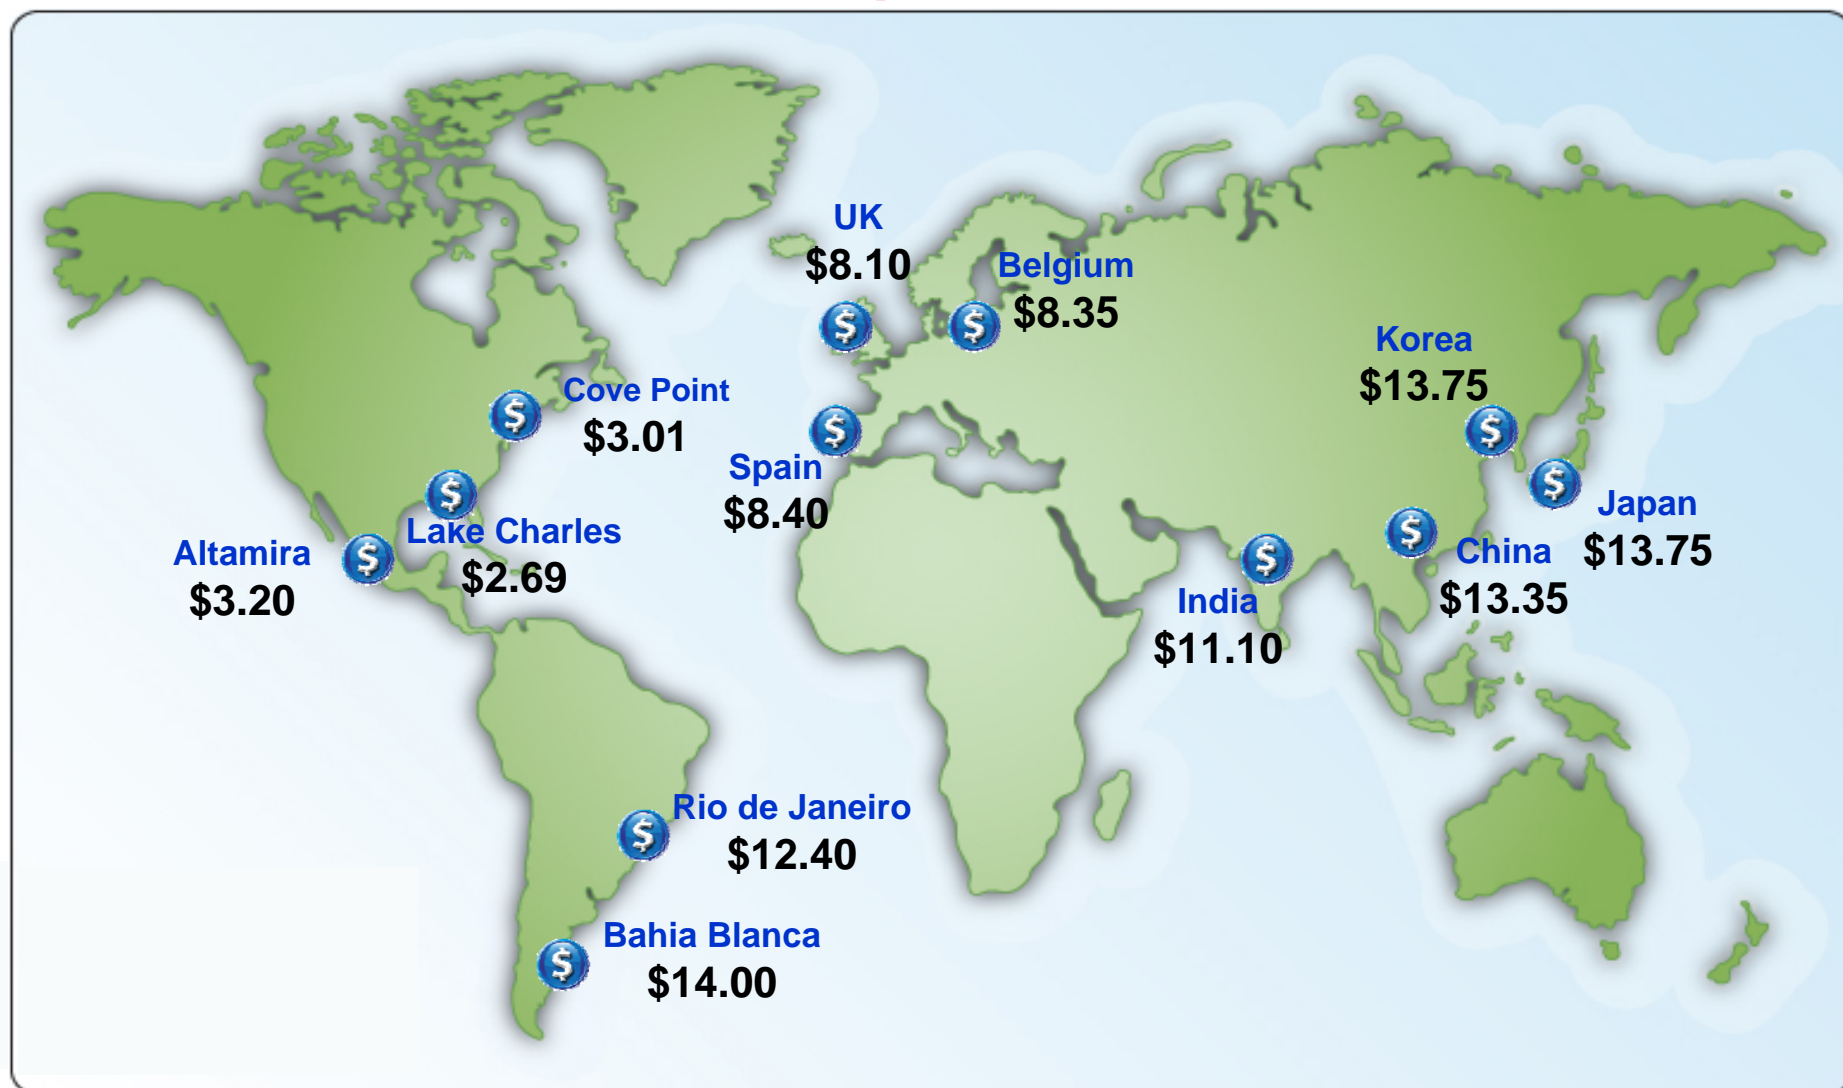 UK
$8.10
Belgium
$8.35
Korea
$13.75
Cove Point
$3.01
Spain
$8.40
Japan
$13.75
Lake Charles
$2.69
Altamira
$3.20
China
$13.35
India
$11.10
Rio de Janeiro
$12.40
Bahia Blanca
$14.00